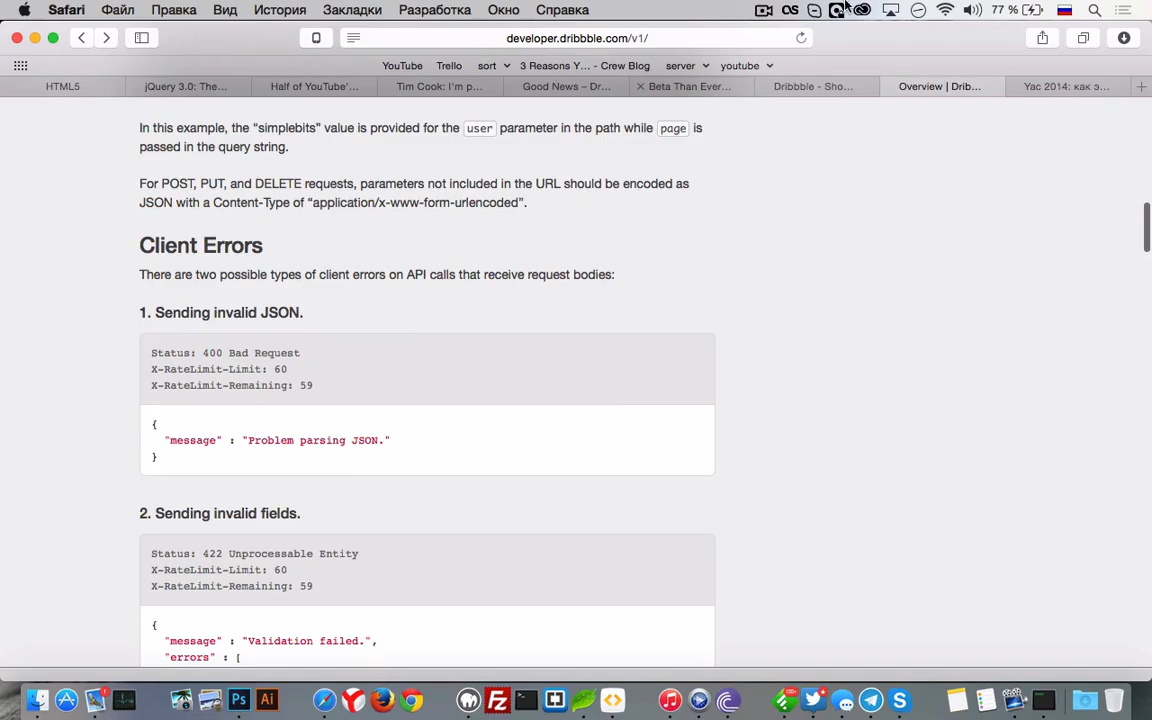 Safari Файл Правка Вид История Закладки Разработка Окно Справка OS 77 %
developer.dribbble.com/v1/
YouTube Trello sort 3 Reasons Y… - Crew Blog server youtube
HTML5 jQuery 3.0: The... Half of YouTube'... Tim Cook: I'm p... Good News – Dr... Beta Than Ever... Dribbble - Sho... Overview | Drib... Yac 2014: как э...
In this example, the “simplebits” value is provided for the user parameter in the path while page is
passed in the query string.
For POST, PUT, and DELETE requests, parameters not included in the URL should be encoded as
JSON with a Content-Type of “application/x-www-form-urlencoded”.
Client Errors
There are two possible types of client errors on API calls that receive request bodies:
1. Sending invalid JSON.
Status: 400 Bad Request
X-RateLimit-Limit: 60
X-RateLimit-Remaining: 59
{
"message" : "Problem parsing JSON."
}
2. Sending invalid fields.
Status: 422 Unprocessable Entity
X-RateLimit-Limit: 60
X-RateLimit-Remaining: 59
{
"message" : "Validation failed.",
"errors" : [
Ps Ai Fz